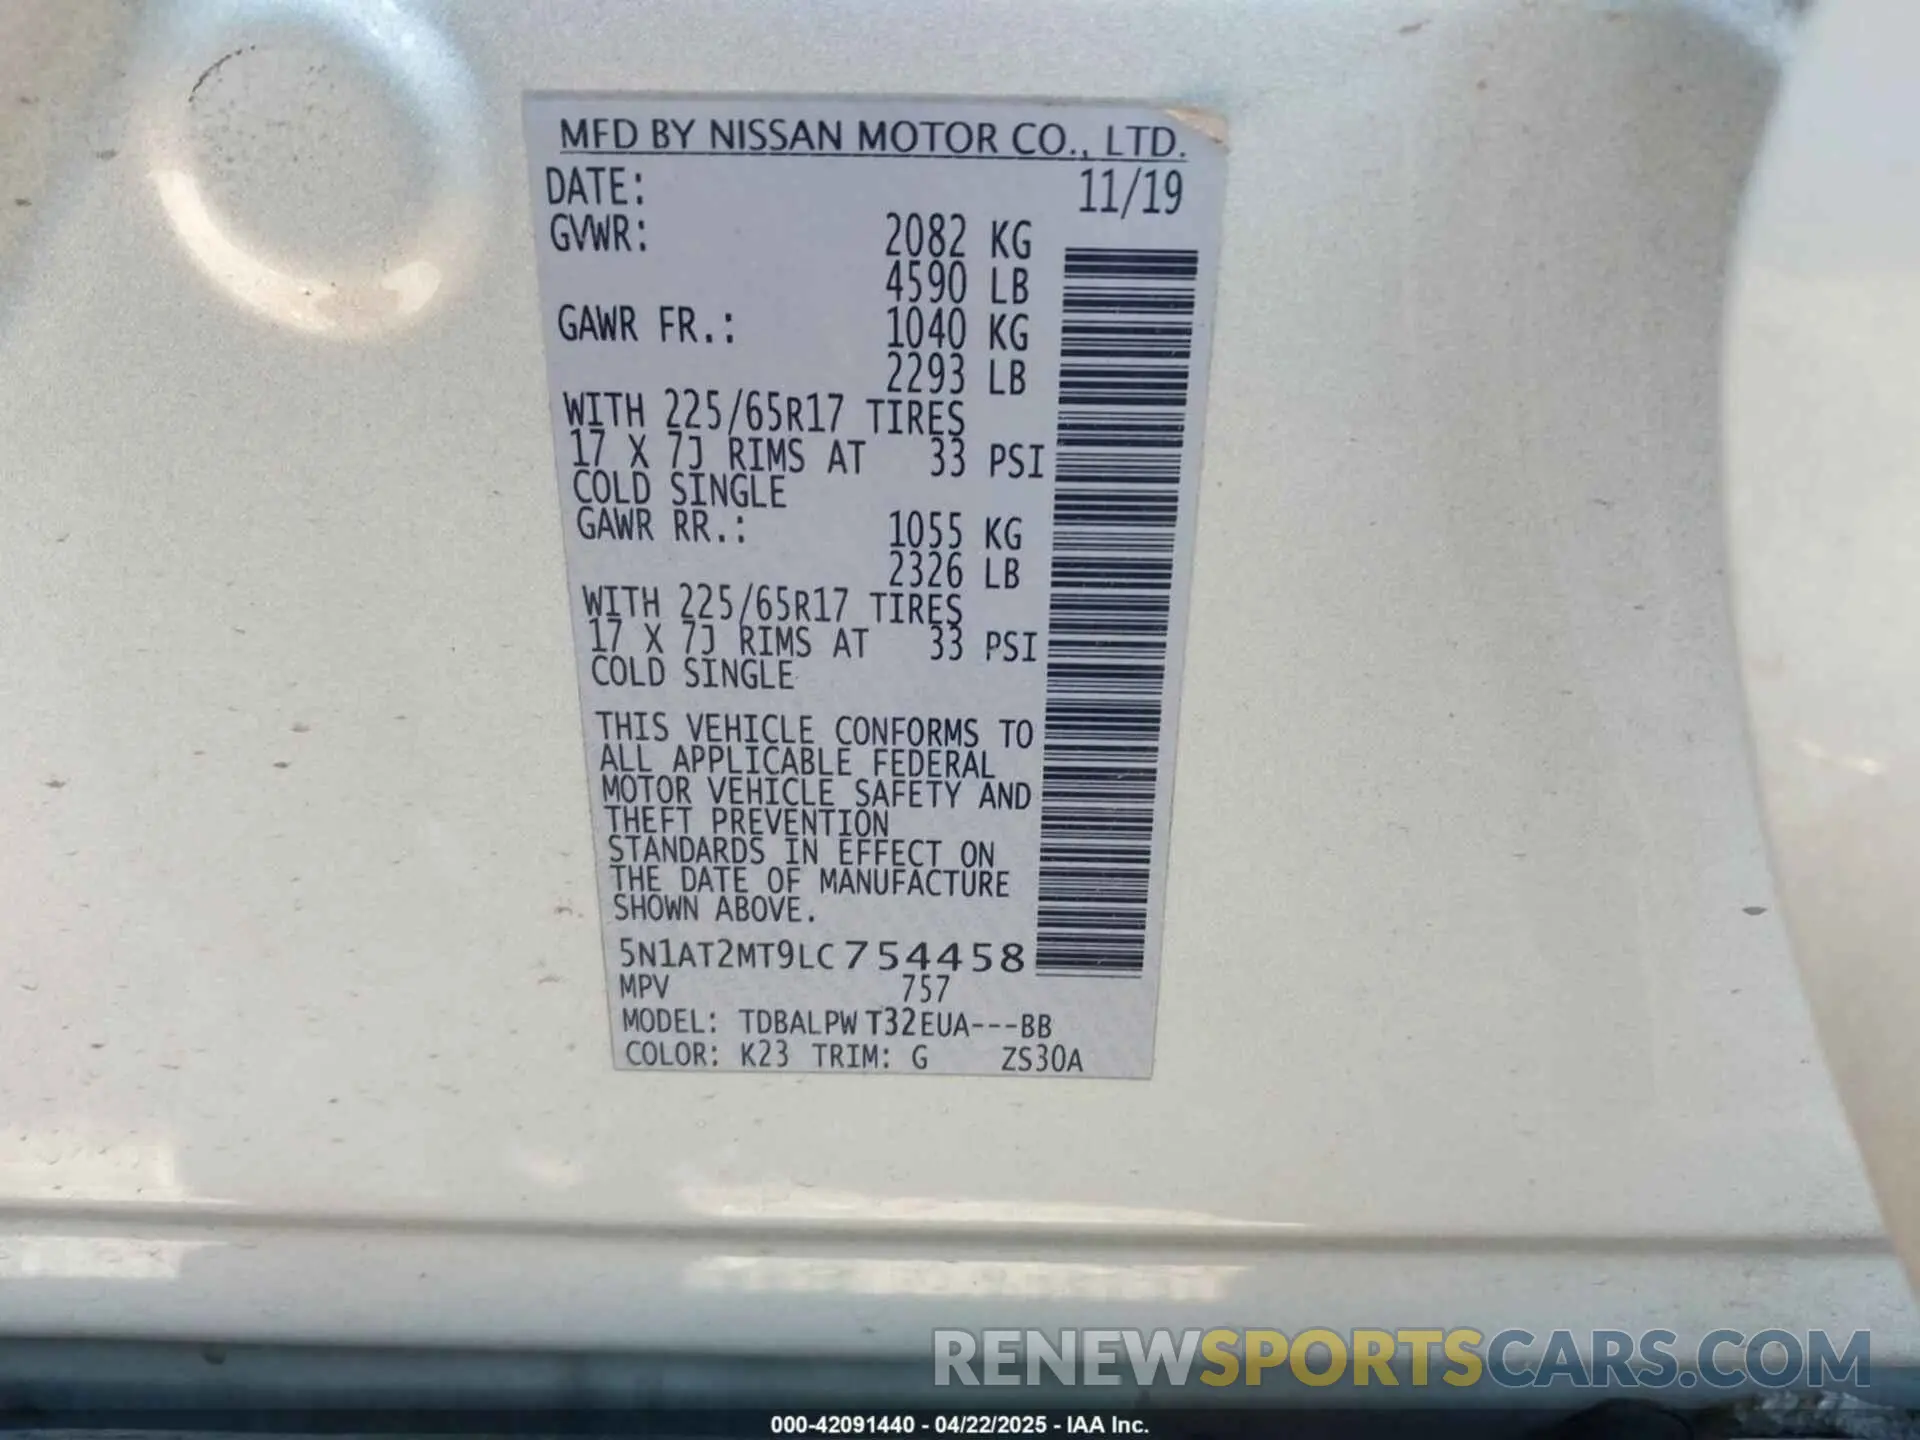 MFD BY NISSAN MOTOR CO., LTD.
DATE: 11/19
GVWR: 2082 KG
4590 LB
GAWR FR.: 1040 KG
2293 LB
WITH 225/65R17 TIRES
17 X 7J RIMS AT 33 PSI
COLD SINGLE
GAWR RR.: 1055 KG
2326 LB
WITH 225/65R17 TIRES
17 X 7J RIMS AT 33 PSI
COLD SINGLE
THIS VEHICLE CONFORMS TO
ALL APPLICABLE FEDERAL
MOTOR VEHICLE SAFETY AND
THEFT PREVENTION
STANDARDS IN EFFECT ON
THE DATE OF MANUFACTURE
SHOWN ABOVE.
5N1AT2MT9LC754458
MPV 757
MODEL: TDBALPW T32EUA---BB
COLOR: K23 TRIM: G ZS30A
RENEWSPORTSCARS.COM
000-42091440 - 04/22/2025 - IAA Inc.